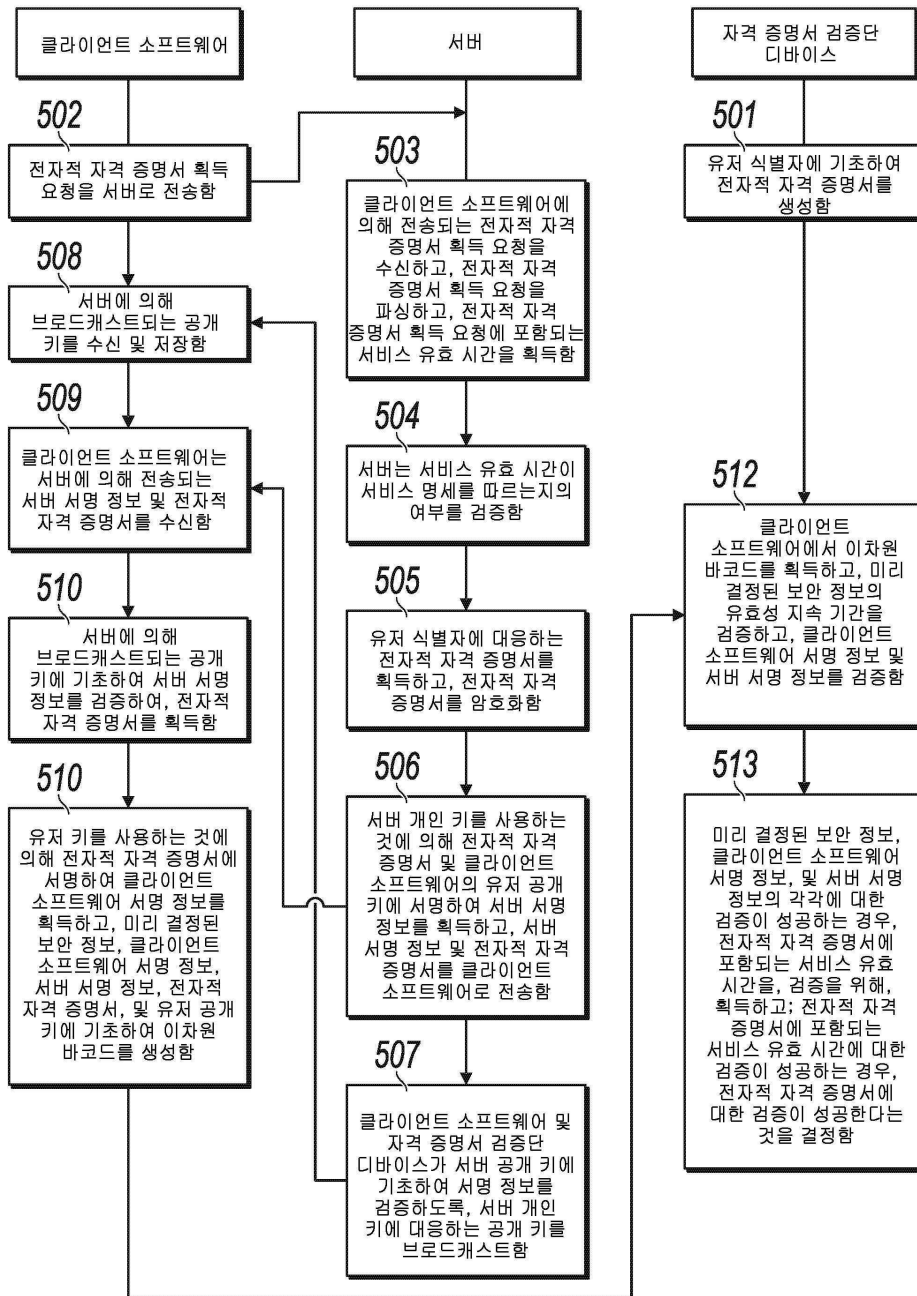 클라이언트 소프트웨어
502
전자적 자격 증명서 획득
요청을 서버로 전송함
508
서버에 의해
브로드캐스트되는 공개
키를 수신 및 저장함
509
클라이언트 소프트웨어는
서버에 의해 전송되는
서버 서명 정보 및 전자적
자격 증명서를 수신함
510
서버에 의해
브로드캐스트되는 공개
키에 기초하여 서버 서명
정보를 검증하여, 전자적
자격 증명서를 획득함
510
유저 키를 사용하는 것에
의해 전자적 자격 증명서에
서명하여 클라이언트
소프트웨어 서명 정보를
획득하고, 미리 결정된
보안 정보, 클라이언트
소프트웨어 서명 정보,
서버 서명 정보, 전자적
자격 증명서, 및 유저 공개
키에 기초하여 이차원
바코드를 생성함
서버
503
클라이언트 소프트웨어에
의해 전송되는 전자적 자격
증명서 획득 요청을
수신하고, 전자적 자격
증명서 획득 요청을
파싱하고, 전자적 자격
증명서 획득 요청에 포함되는
서비스 유효 시간을 획득함
504
서버는 서비스 유효 시간이
서비스 명세를 따르는지의
여부를 검증함
505
유저 식별자에 대응하는
전자적 자격 증명서를
획득하고, 전자적 자격
증명서를 암호화함
506
서버 개인 키를 사용하는
것에 의해 전자적 자격
증명서 및 클라이언트
소프트웨어의 유저 공개
키에 서명하여 서버 서명
정보를 획득하고, 서버
서명 정보 및 전자적 자격
증명서를 클라이언트
소프트웨어로 전송함
507
클라이언트 소프트웨어 및
자격 증명서 검증단
디바이스가 서버 공개 키에
기초하여 서명 정보를
검증하도록, 서버 개인
키에 대응하는 공개 키를
브로드캐스트함
자격 증명서 검증단
디바이스
501
유저 식별자에 기초하여
전자적 자격 증명서를
생성함
512
클라이언트
소프트웨어에서 이차원
바코드를 획득하고, 미리
결정된 보안 정보의
유효성 지속 기간을
검증하고, 클라이언트
소프트웨어 서명 정보 및
서버 서명 정보를 검증함
513
미리 결정된 보안 정보,
클라이언트 소프트웨어
서명 정보, 및 서버 서명
정보의 각각에 대한
검증이 성공하는 경우,
전자적 자격 증명서에
포함되는 서비스 유효
시간을, 검증을 위해,
획득하고; 전자적 자격
증명서에 포함되는
서비스 유효 시간에 대한
검증이 성공하는 경우,
전자적 자격 증명서에
대한 검증이 성공한다는
것을 결정함